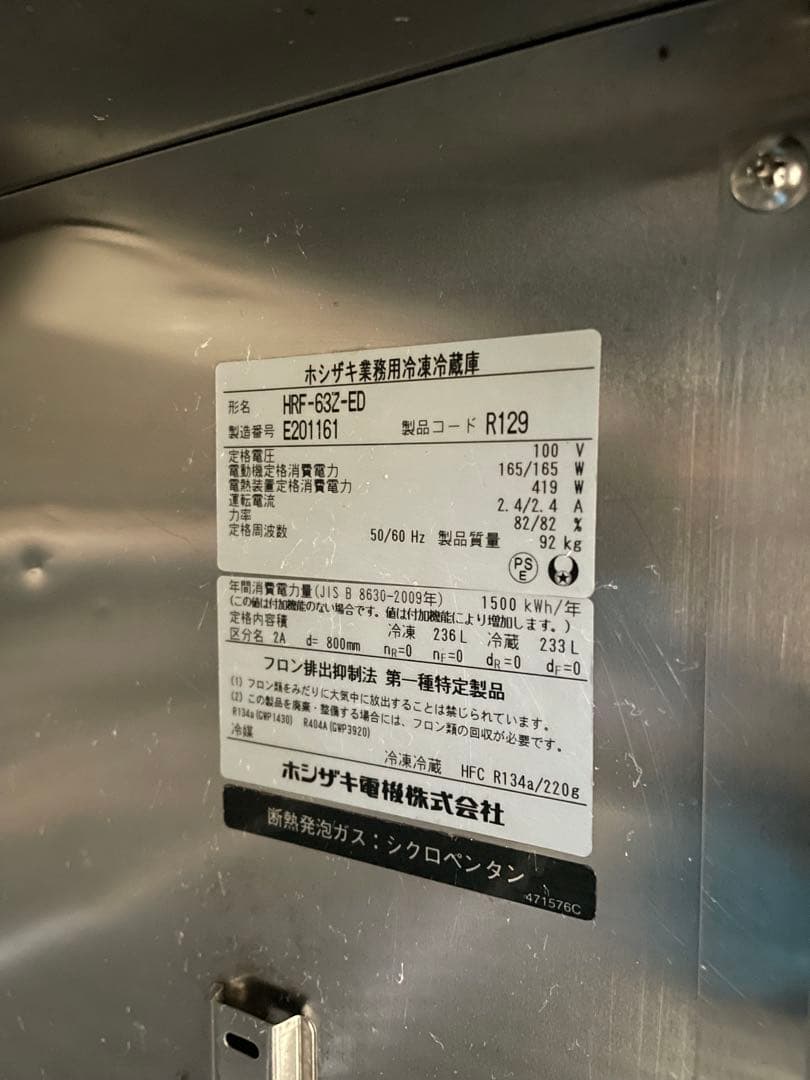 ホシザキ業務用冷凍冷蔵庫
形名 HRF-63Z-ED
製造番号 E201161 製品コード R129
定格電圧 100 V
電動機定格消費電力 165/165 W
電熱装置定格消費電力 419 W
運転電流 2.4/2.4 A
力率 82/82 %
定格周波数 50/60 Hz 製品質量 92 kg
PS
E
年間消費電力量(JIS B 8630-2009年) 1500 kWh/年
(この値は付加機能のない場合です。値は付加機能により増加します。)
定格内容積 冷凍 236 L 冷蔵 233 L
区分名 2A d= 800mm nR=0 nF=0 dR=0 dF=0
フロン排出抑制法 第一種特定製品
(1) フロン類をみだりに大気中に放出することは禁じられています。
(2) この製品を廃棄・整備する場合には、フロン類の回収が必要です。
R134a(GWP1430) R404A(GWP3920)
冷媒 冷凍冷蔵 HFC R134a/220g
ホシザキ電機株式会社
断熱発泡ガス:シクロペンタン
471576C